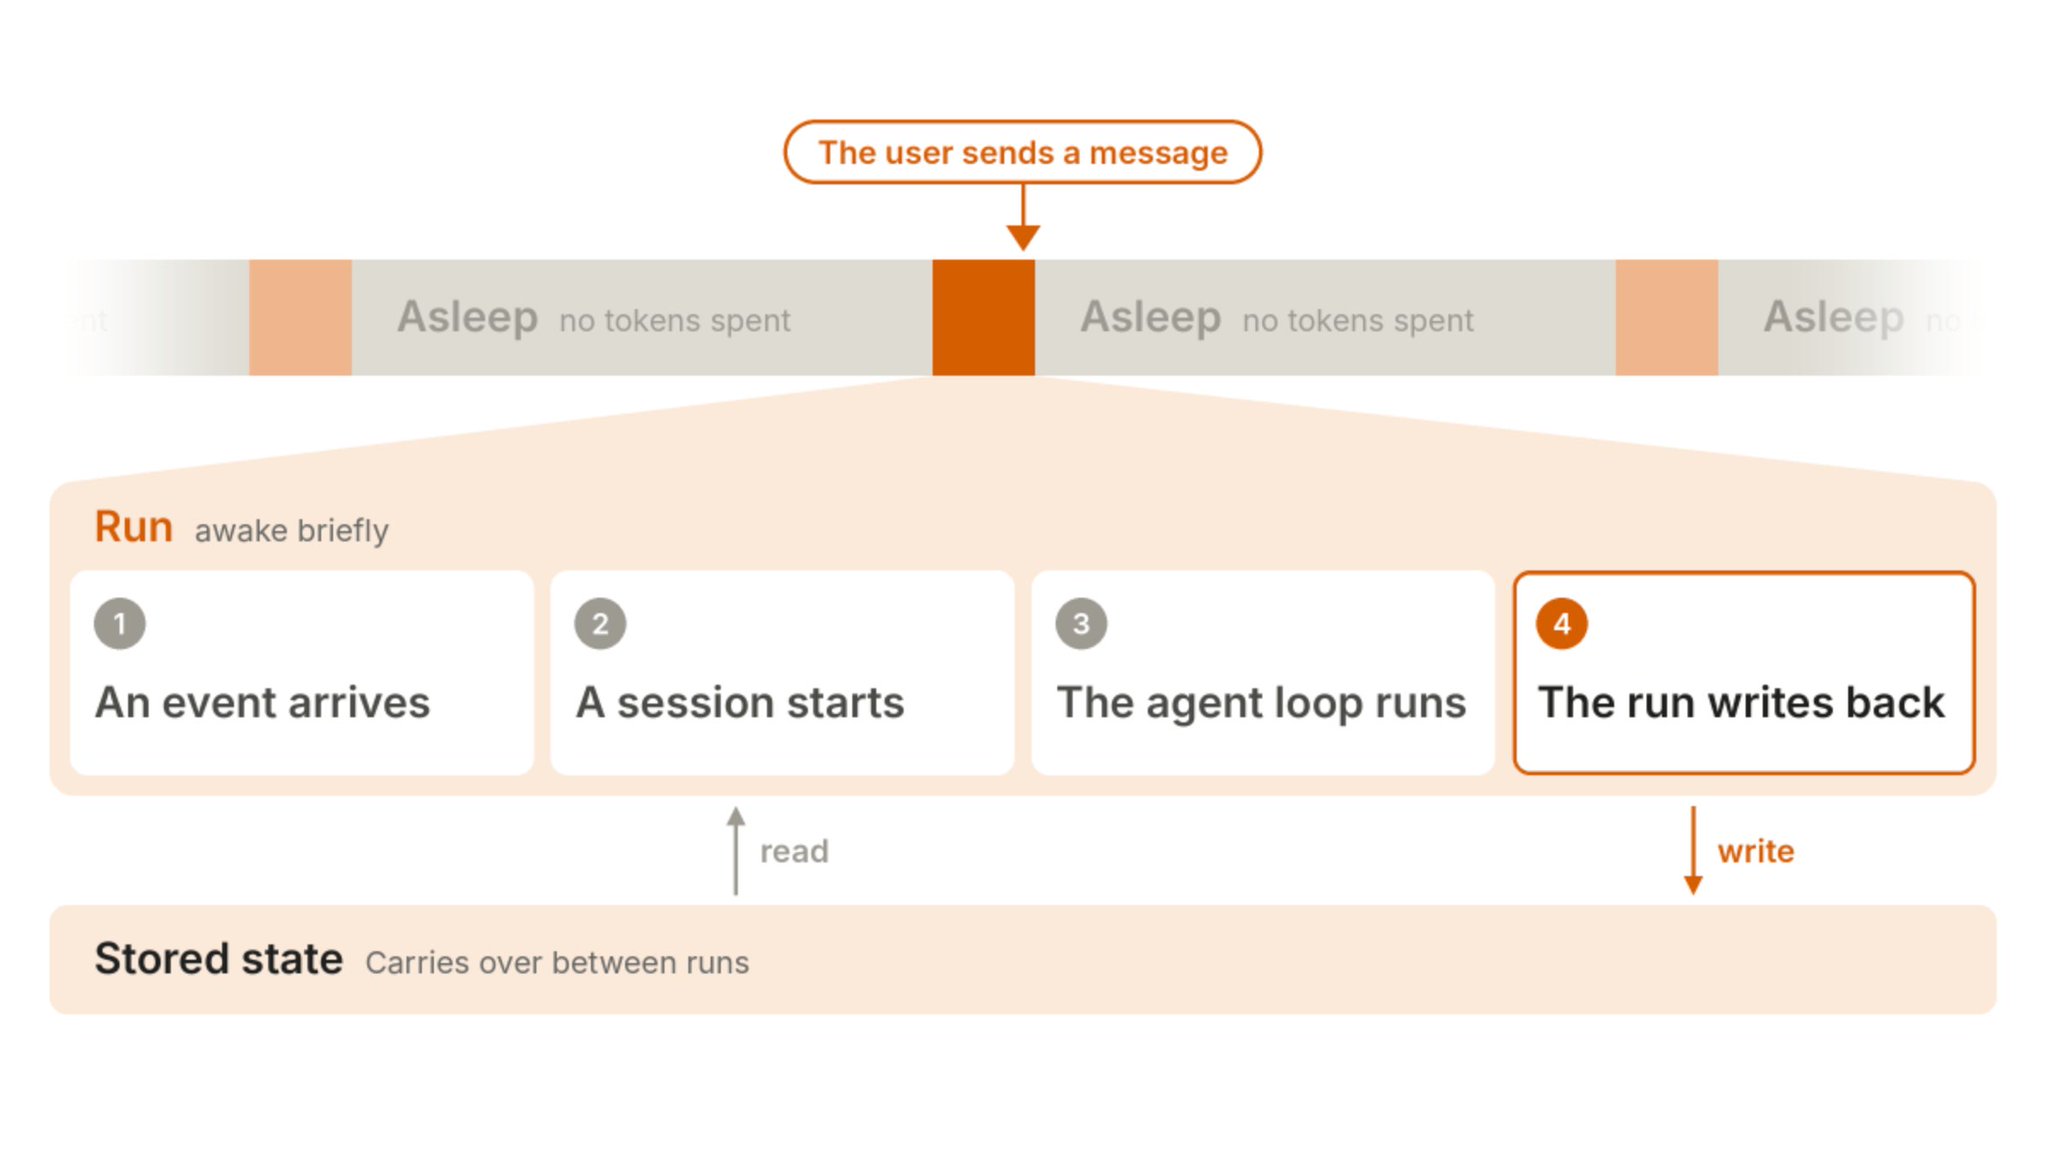 The user sends a message
Asleep no tokens spent
Asleep no tokens spent
Asleep no
Run awake briefly
1
An event arrives
2
A session starts
3
The agent loop runs
4
The run writes back
read
write
Stored state Carries over between runs